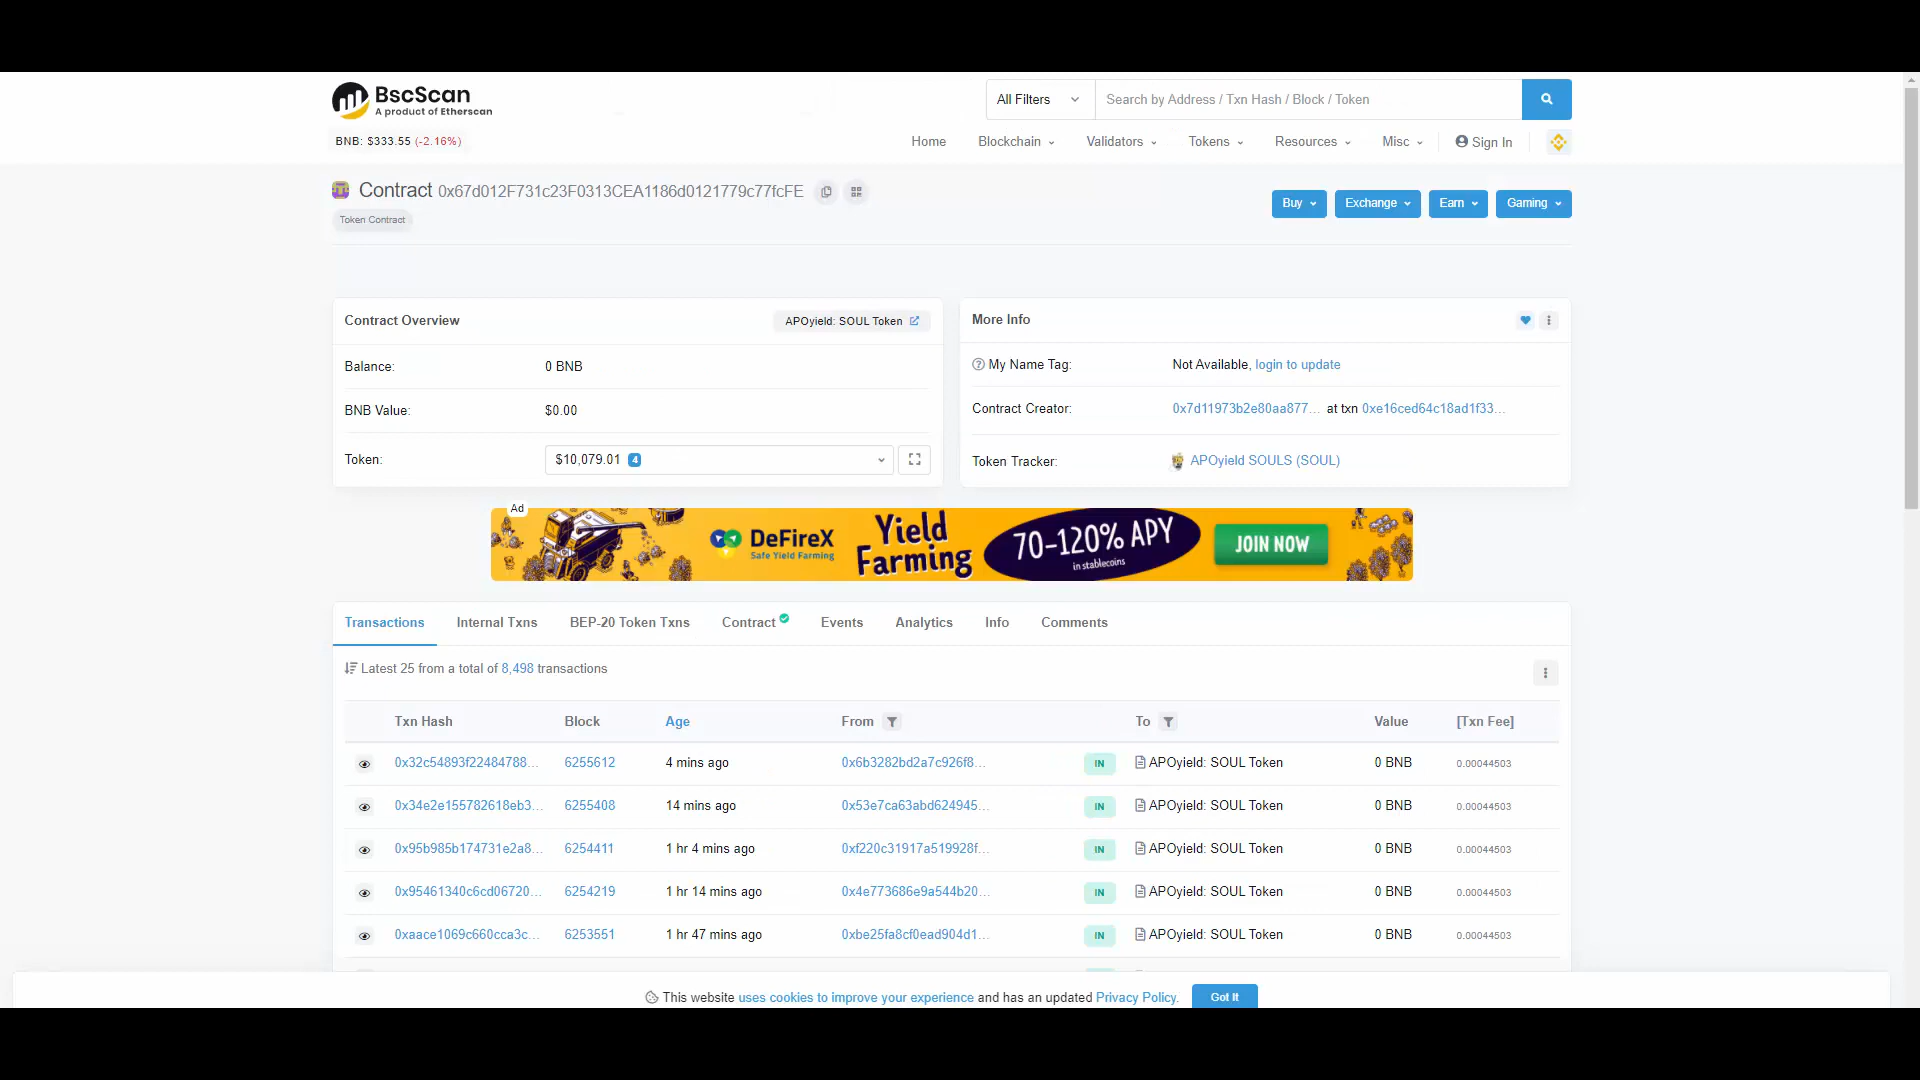 BscScan
A product of Etherscan
All Filters
Search by Address / Txn Hash / Block / Token
BNB: $333.55 (-2.16%)
Home Blockchain Validators Tokens Resources Misc Sign In
Contract 0x67d012F731c23F0313CEA1186d0121779c77fcFE
Buy Exchange Earn Gaming
Token Contract
Contract Overview
APOyield: SOUL Token
Balance: 0 BNB
BNB Value: $0.00
Token: $10,079.01 4
More Info
My Name Tag: Not Available, login to update
Contract Creator: 0x7d11973b2e80aa877... at txn 0xe16ced64c18ad1f33...
Token Tracker: APOyield SOULS (SOUL)
Ad
DeFireX
Safe Yield Farming
Yield
Farming
70-120% APY
in stablecoins
JOIN NOW
Transactions Internal Txns BEP-20 Token Txns Contract Events Analytics Info Comments
Latest 25 from a total of 8,498 transactions
Txn Hash Block Age From To Value [Txn Fee]
0x32c54893f22484788... 6255612 4 mins ago 0x6b3282bd2a7c926f8... IN APOyield: SOUL Token 0 BNB 0.00044503
0x34e2e155782618eb3... 6255408 14 mins ago 0x53e7ca63abd624945... IN APOyield: SOUL Token 0 BNB 0.00044503
0x95b985b174731e2a8... 6254411 1 hr 4 mins ago 0xf220c31917a519928f... IN APOyield: SOUL Token 0 BNB 0.00044503
0x95461340c6cd06720... 6254219 1 hr 14 mins ago 0x4e773686e9a544b20... IN APOyield: SOUL Token 0 BNB 0.00044503
0xaace1069c660cca3c... 6253551 1 hr 47 mins ago 0xbe25fa8cf0ead904d1... IN APOyield: SOUL Token 0 BNB 0.00044503
This website uses cookies to improve your experience and has an updated Privacy Policy.
Got It